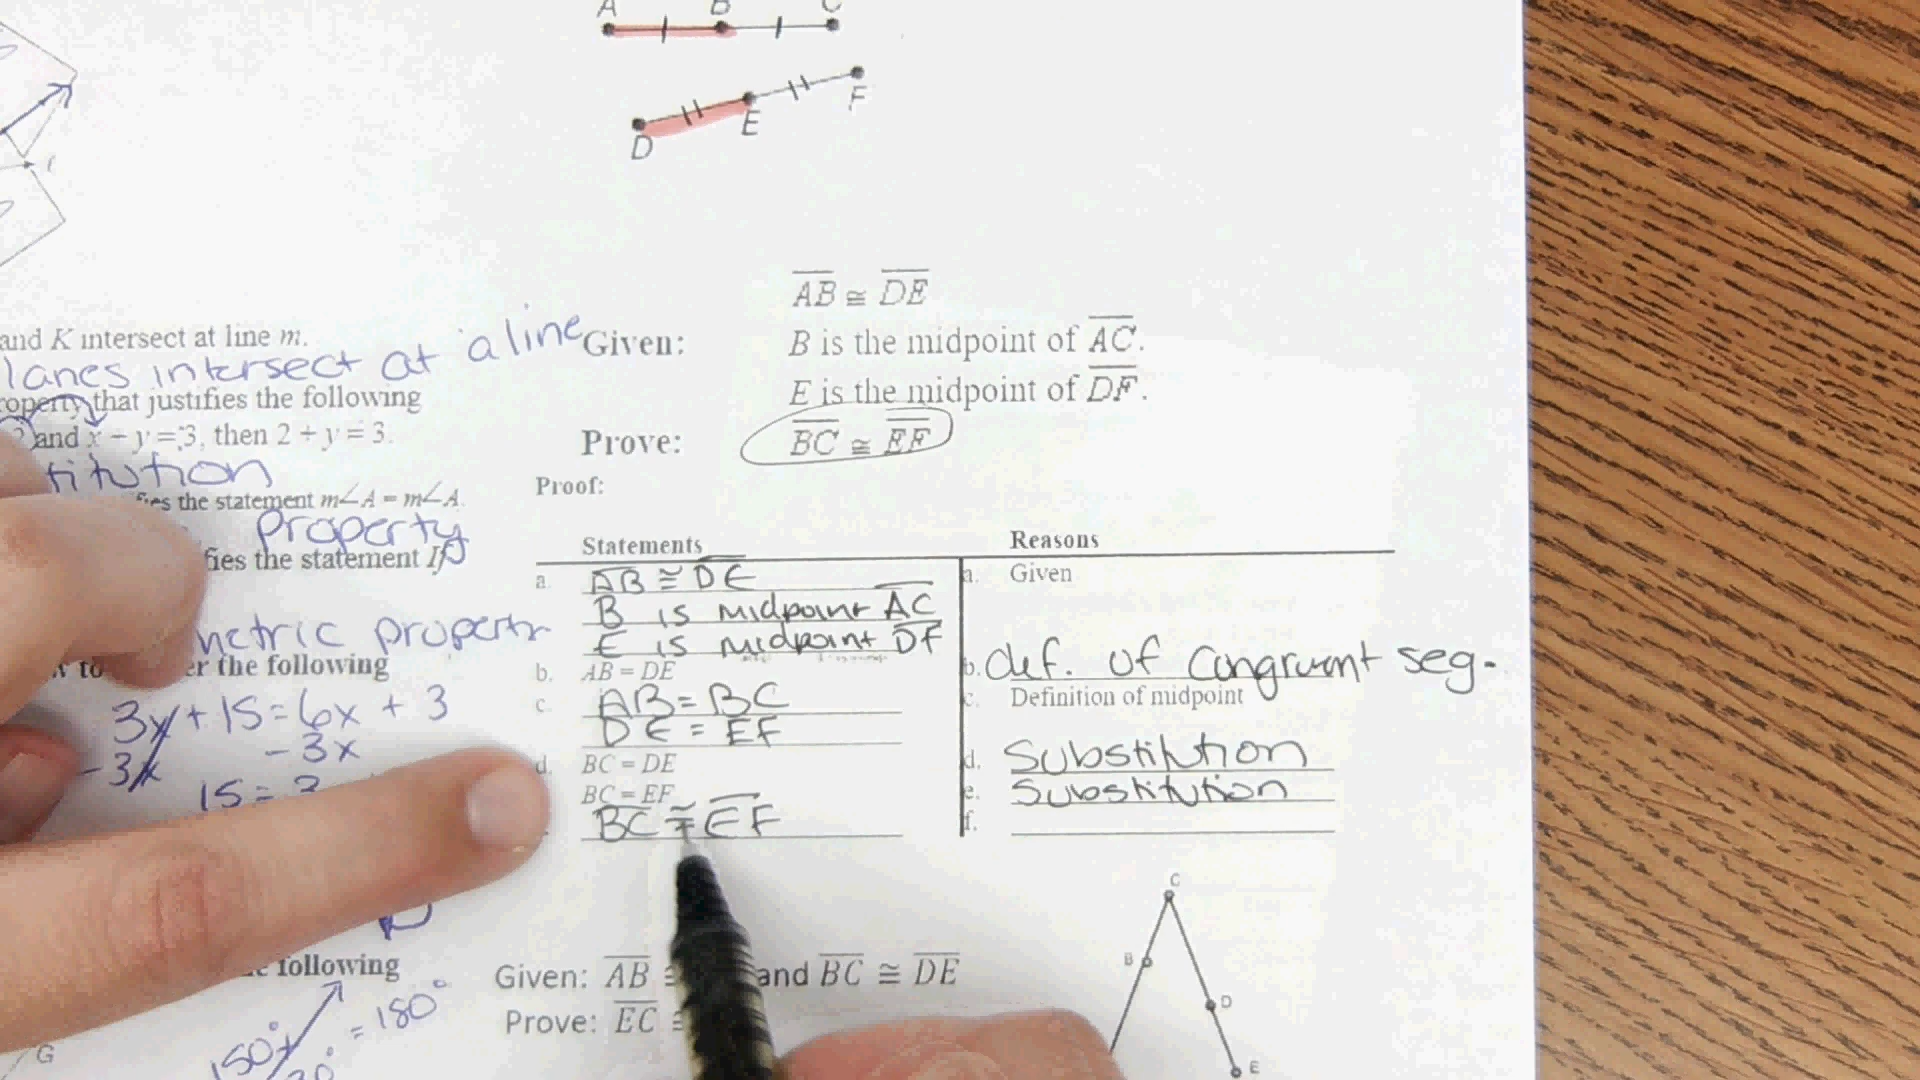 A B C
F
E
D
and K intersect at line m.
lanes intersect at a line
operty that justifies the following
and x - y = 3, then 2 + y = 3.
titution
es the statement m∠A = m∠A.
Property
fies the statement If
metric property
er the following
3x + 15 = 6x + 3
-3x - 3x
15 =
following
= 180°
150°
G
AB ≅ DE
Given: B is the midpoint of AC.
E is the midpoint of DF.
Prove: BC ≅ EF
Proof:
Statements Reasons
a. AB ≅ DE a. Given
B is midpoint AC
E is midpoint DF
b. AB = DE b. def. of congruent seg.
c. AB = BC c. Definition of midpoint
DE = EF
d. BC = DE d. Substitution
BC = EF e. Substitution
BC ≅ EF f.
C
B
D
E
Given: AB and BC ≅ DE
Prove: EC